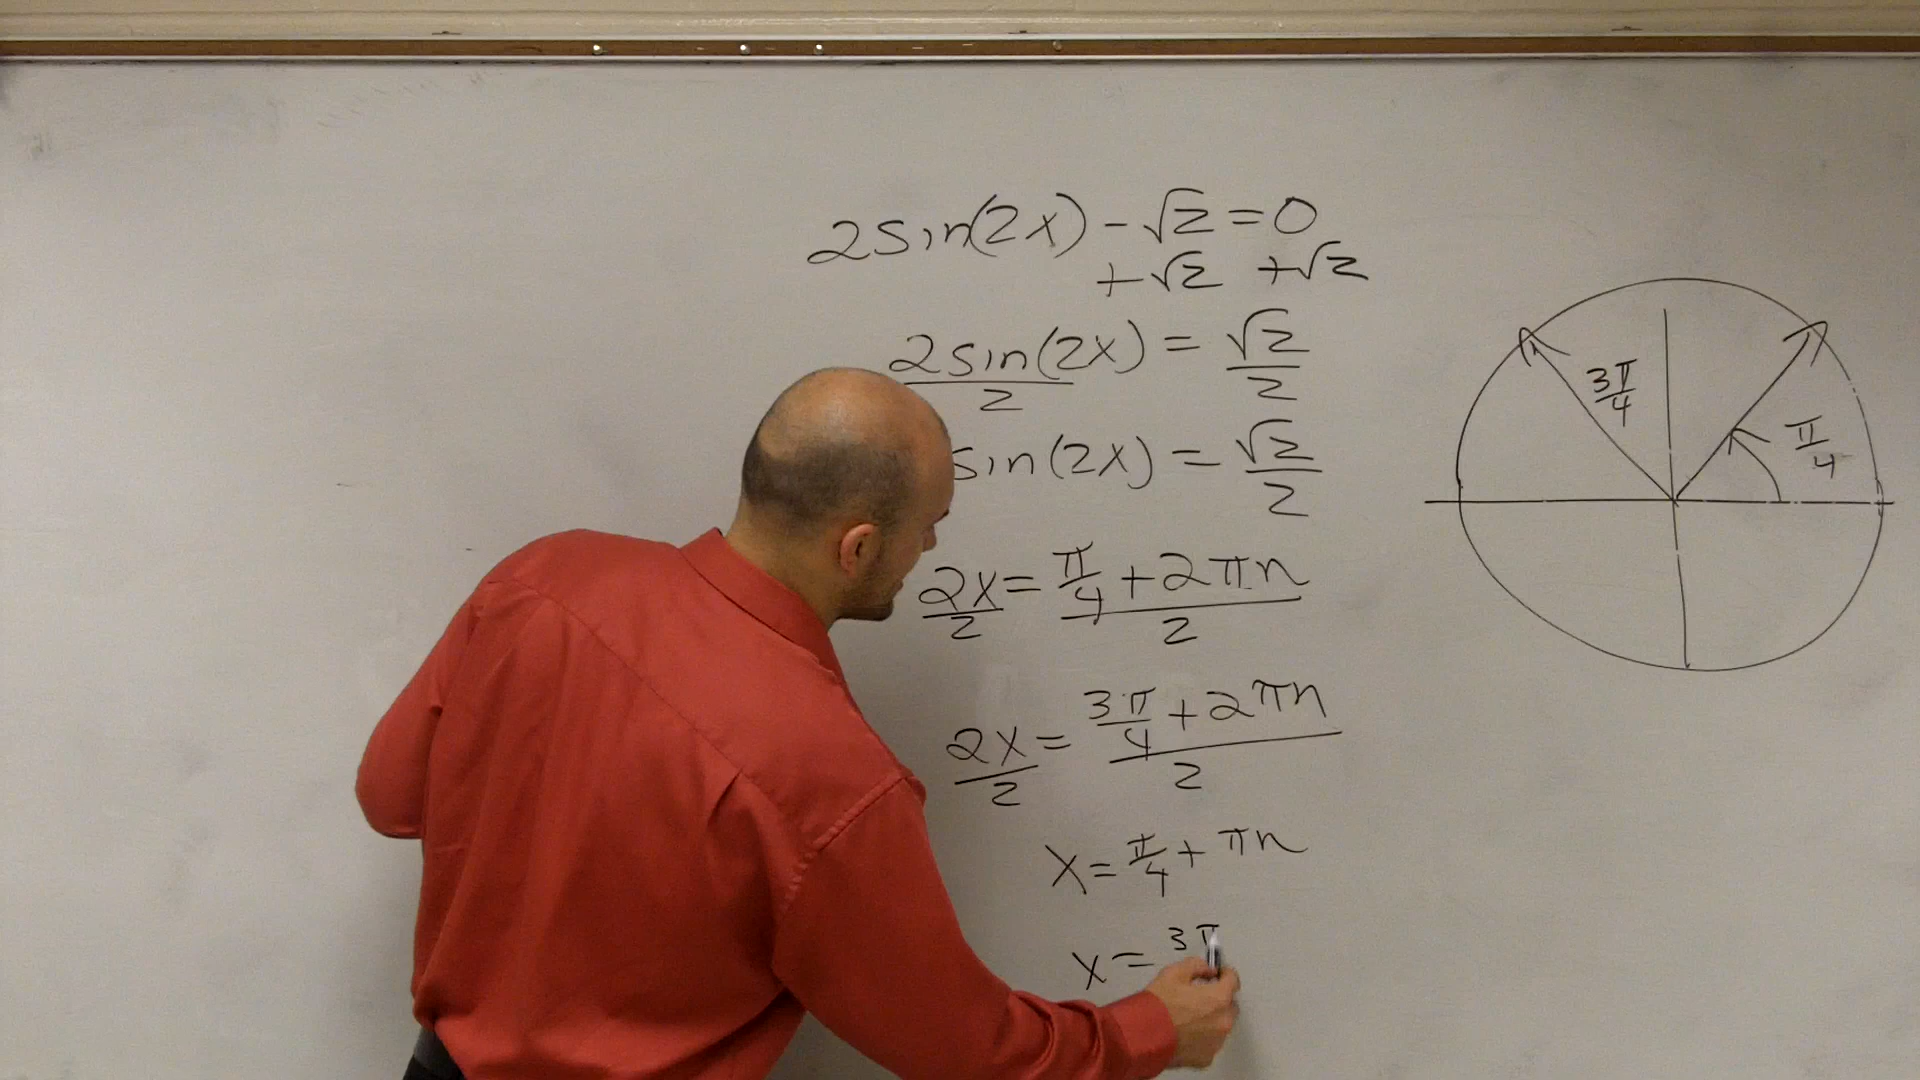 2sin(2x) - √2 = 0
+√2 +√2
2sin(2x)/2 = √2/2
sin(2x) = √2/2
2x/2 = (π/4 + 2πn)/2
2x/2 = (3π/4 + 2πn)/2
x = π/4 + πn
x = 3π
3π/4
π/4